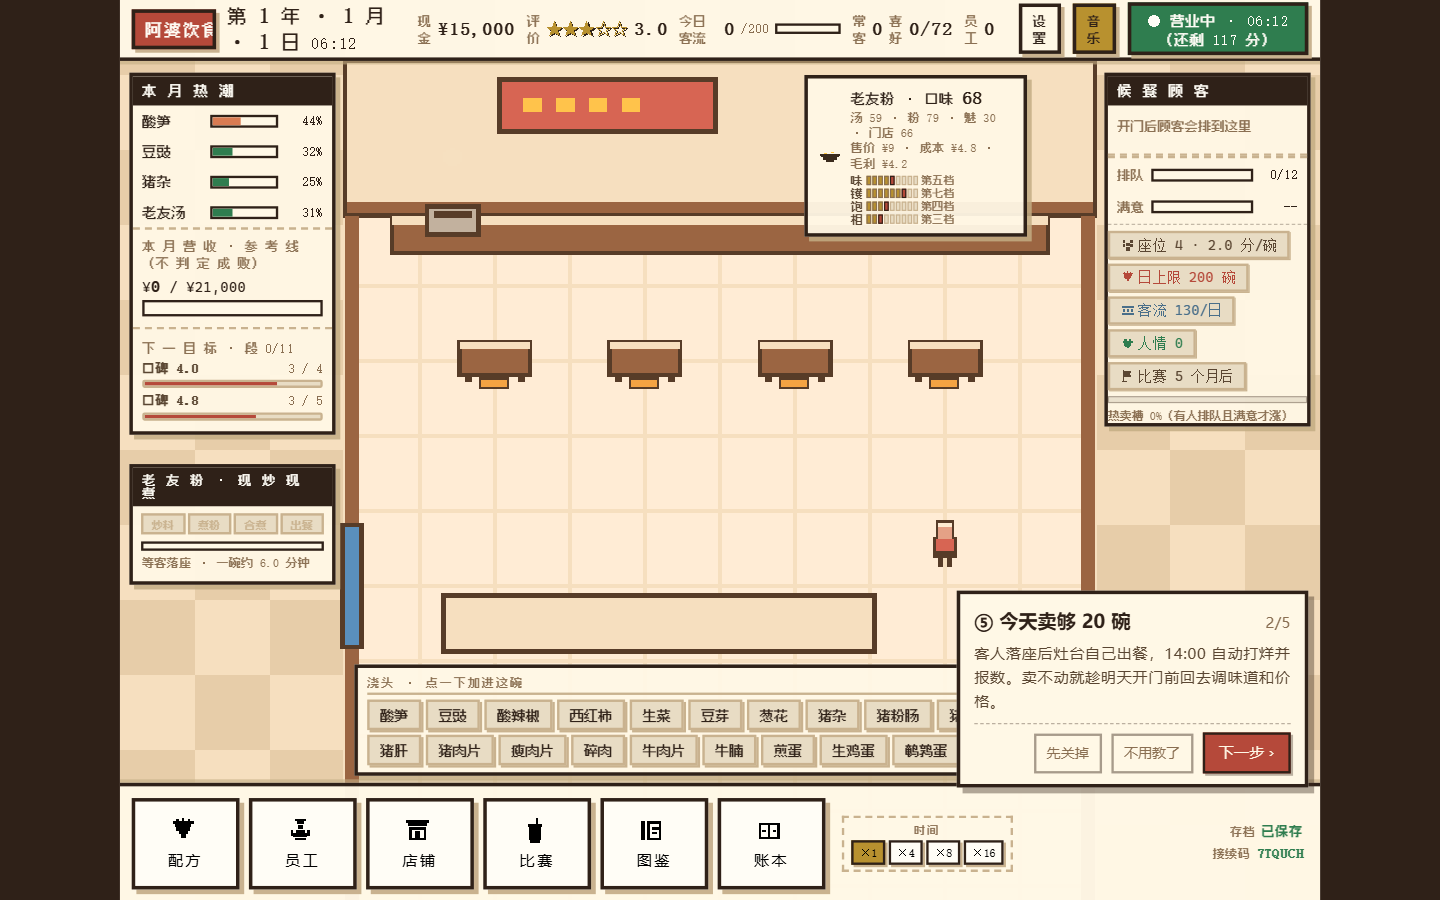 阿婆饮食
第 1 年 · 1 月
· 1 日 06:12
现金 ¥15,000
评价 3.0
今日客流 0 /200
常客 0
喜好 0/72
员工 0
设置
音乐
营业中 · 06:12
(还剩 117 分)
本月热潮
酸笋 44%
豆豉 32%
猪杂 25%
老友汤 31%
本月营收 · 参考线
(不判定成败)
¥0 / ¥21,000
下一目标 · 段 0/11
口碑 4.0 3 / 4
口碑 4.8 3 / 5
老友粉 · 现炒现煮
炒料 煮粉 合煮 出餐
等客落座 · 一碗约 6.0 分钟
老友粉 · 口味 68
汤 59 · 粉 79 · 魅 30
· 门店 66
售价 ¥9 · 成本 ¥4.8 ·
毛利 ¥4.2
味 第五档
镬 第七档
饱 第四档
相 第三档
候餐顾客
开门后顾客会排到这里
排队 0/12
满意 --
座位 4 · 2.0 分/碗
日上限 200 碗
客流 130/日
人情 0
比赛 5 个月后
热卖槽 0% (有人排队且满意才涨)
⑤ 今天卖够 20 碗 2/5
客人落座后灶台自己出餐，14:00 自动打烊并
报数。卖不动就趁明天开门前回去调味道和价
格。
先关掉 不用教了 下一步 ›
浇头 · 点一下加进这碗
酸笋 豆豉 酸辣椒 西红柿 生菜 豆芽 葱花 猪杂 猪粉肠
猪肝 猪肉片 瘦肉片 碎肉 牛肉片 牛腩 煎蛋 生鸡蛋 鹌鹑蛋
配方 员工 店铺 比赛 图鉴 账本
时间
×1 ×4 ×8 ×16
存档 已保存
接续码 7TQUCH